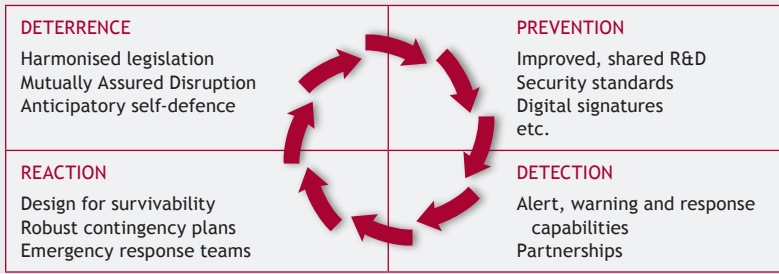 DETERRENCE
Harmonised legislation
Mutually Assured Disruption
Anticipatory self-defence
PREVENTION
Improved, shared R&D
Security standards
Digital signatures
etc.
REACTION
Design for survivability
Robust contingency plans
Emergency response teams
DETECTION
Alert, warning and response
capabilities
Partnerships